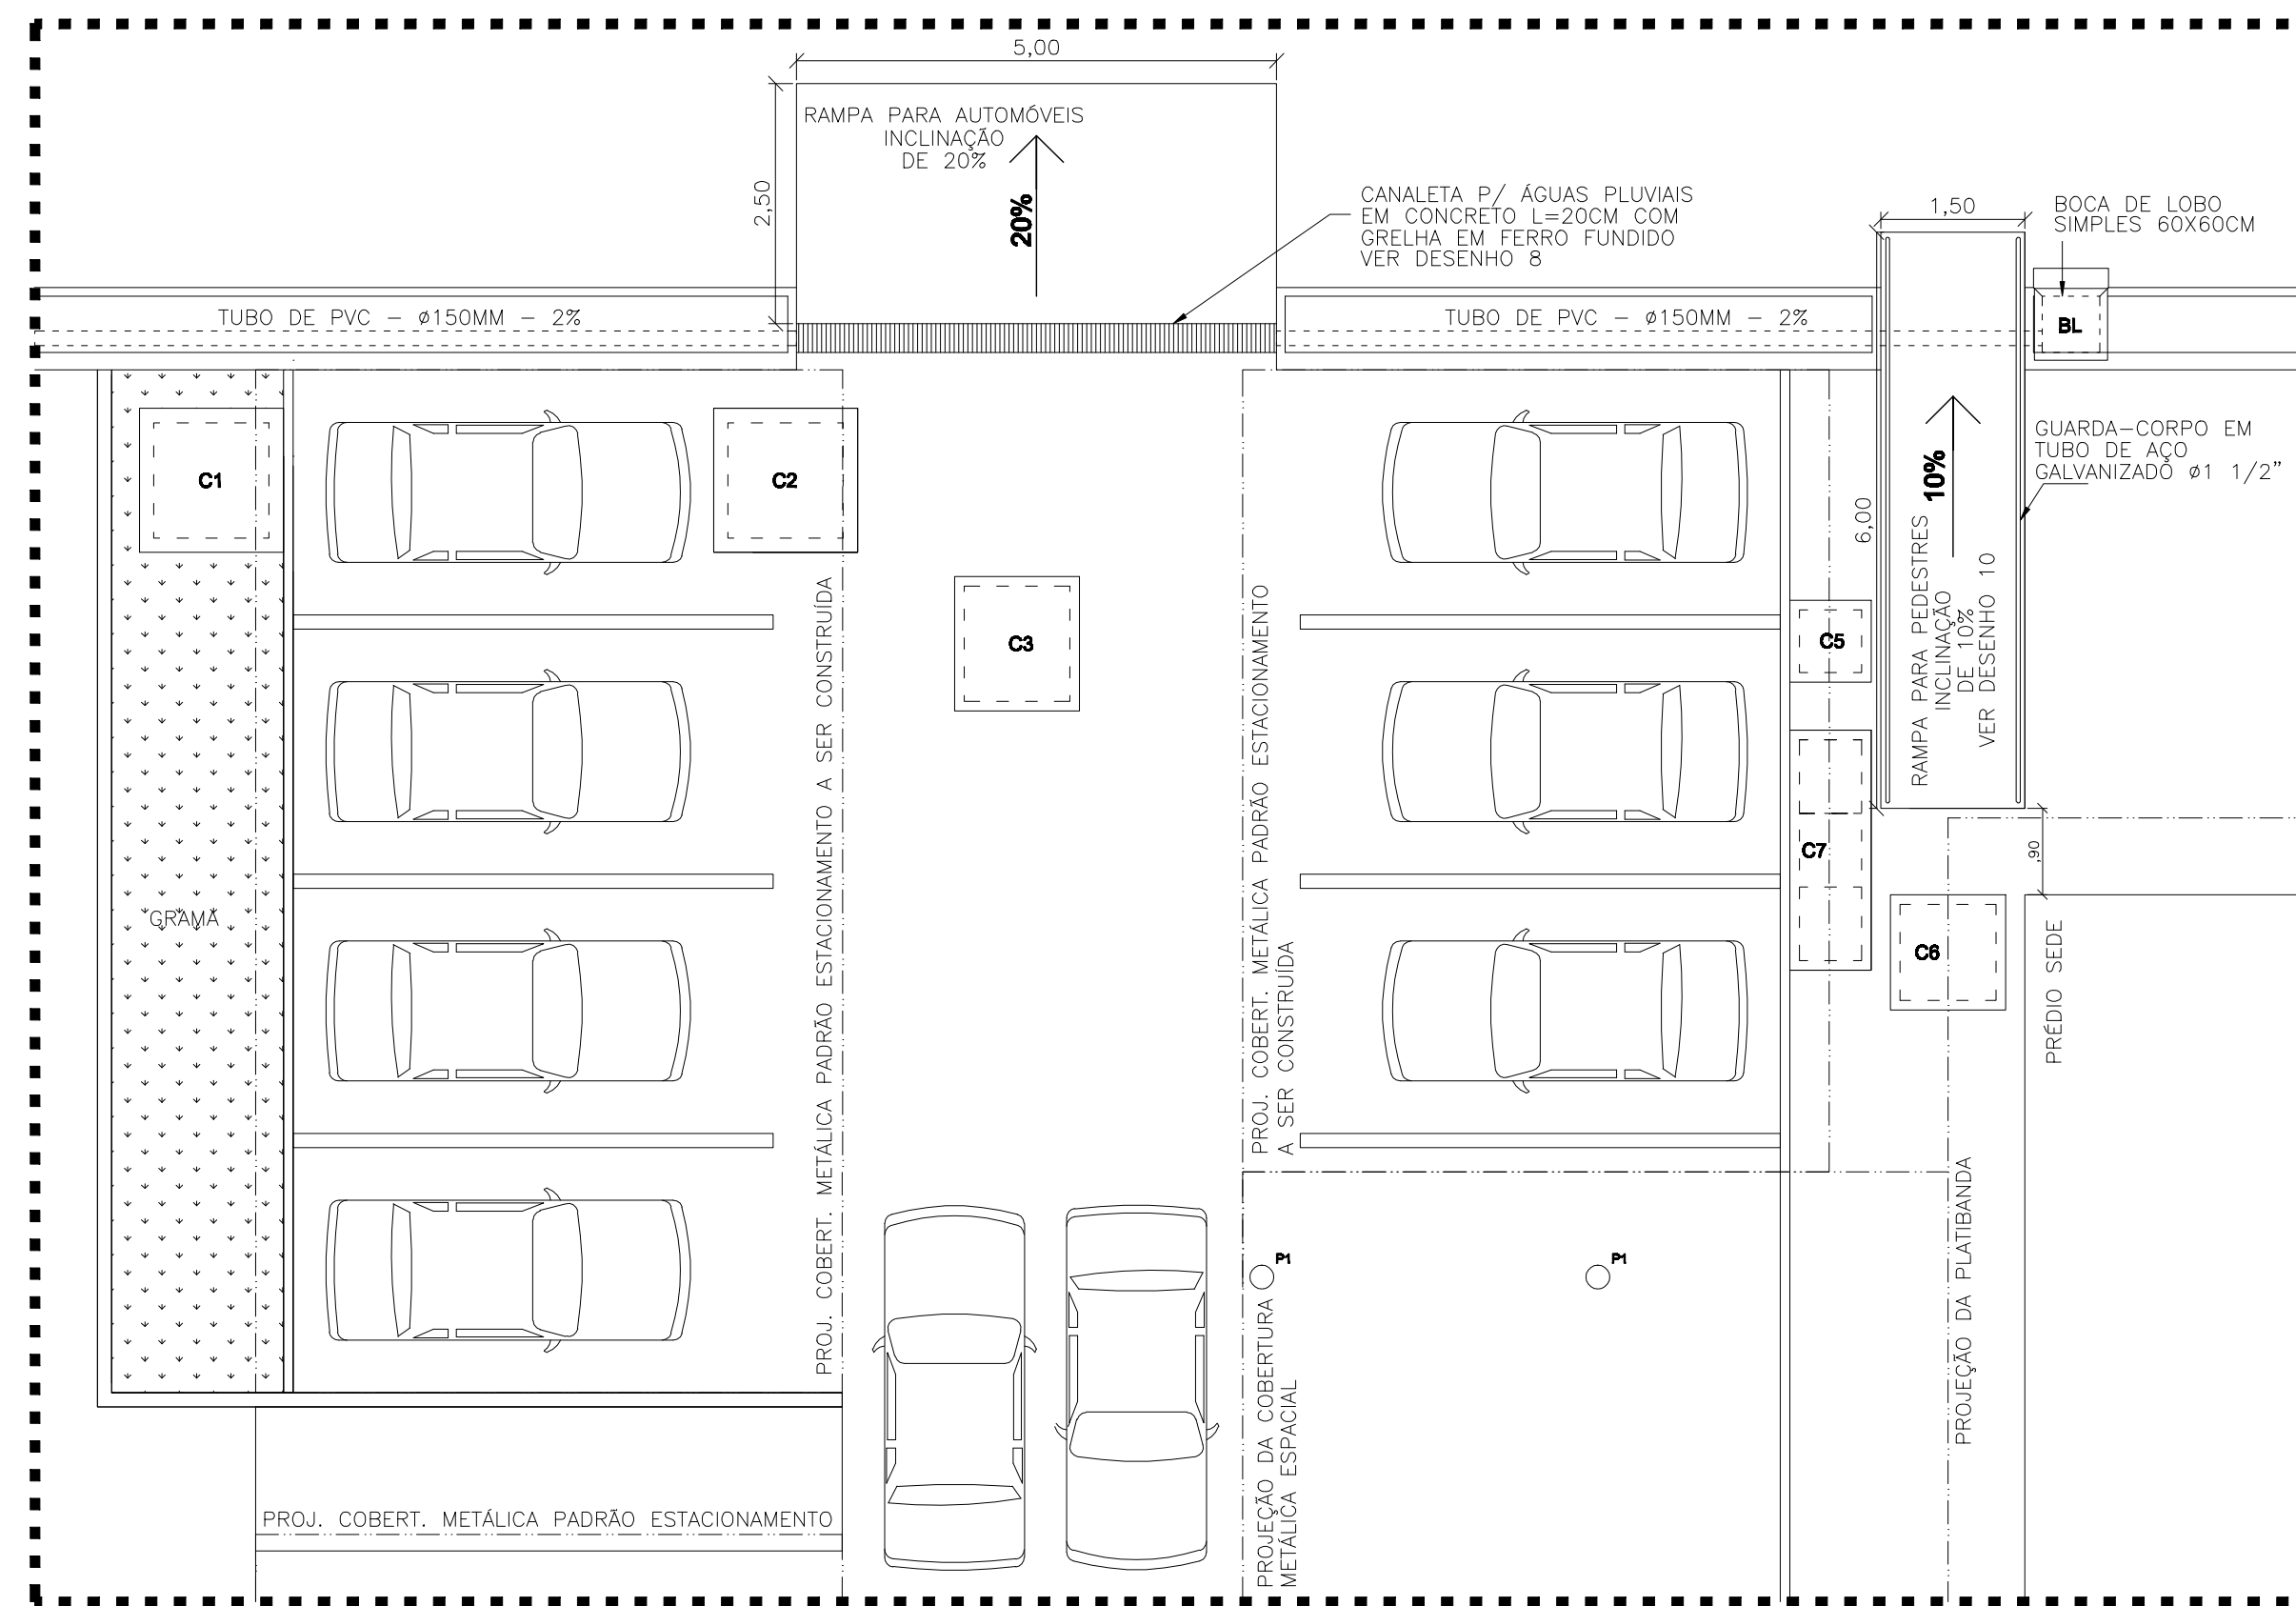 5,00
RAMPA PARA AUTOMÓVEIS
INCLINAÇÃO
DE 20%
20%
2,50
CANALETA P/ ÁGUAS PLUVIAIS
EM CONCRETO L=20CM COM
GRELHA EM FERRO FUNDIDO
VER DESENHO 8
1,50
BOCA DE LOBO
SIMPLES 60X60CM
TUBO DE PVC – ø150MM – 2%
TUBO DE PVC – ø150MM – 2%
BL
GUARDA–CORPO EM
TUBO DE AÇO
GALVANIZADO ø1 1/2"
C1
C2
10%
6,00
RAMPA PARA PEDESTRES
INCLINAÇÃO
DE 10%
VER DESENHO 10
C3
C5
C7
,90
C6
GRAMA
PROJ. COBERT. METÁLICA PADRÃO ESTACIONAMENTO A SER CONSTRUÍDA
PROJ. COBERT. METÁLICA PADRÃO ESTACIONAMENTO
A SER CONSTRUÍDA
PRÉDIO SEDE
P1
P1
PROJEÇÃO DA PLATIBANDA
PROJEÇÃO DA COBERTURA
METÁLICA ESPACIAL
PROJ. COBERT. METÁLICA PADRÃO ESTACIONAMENTO